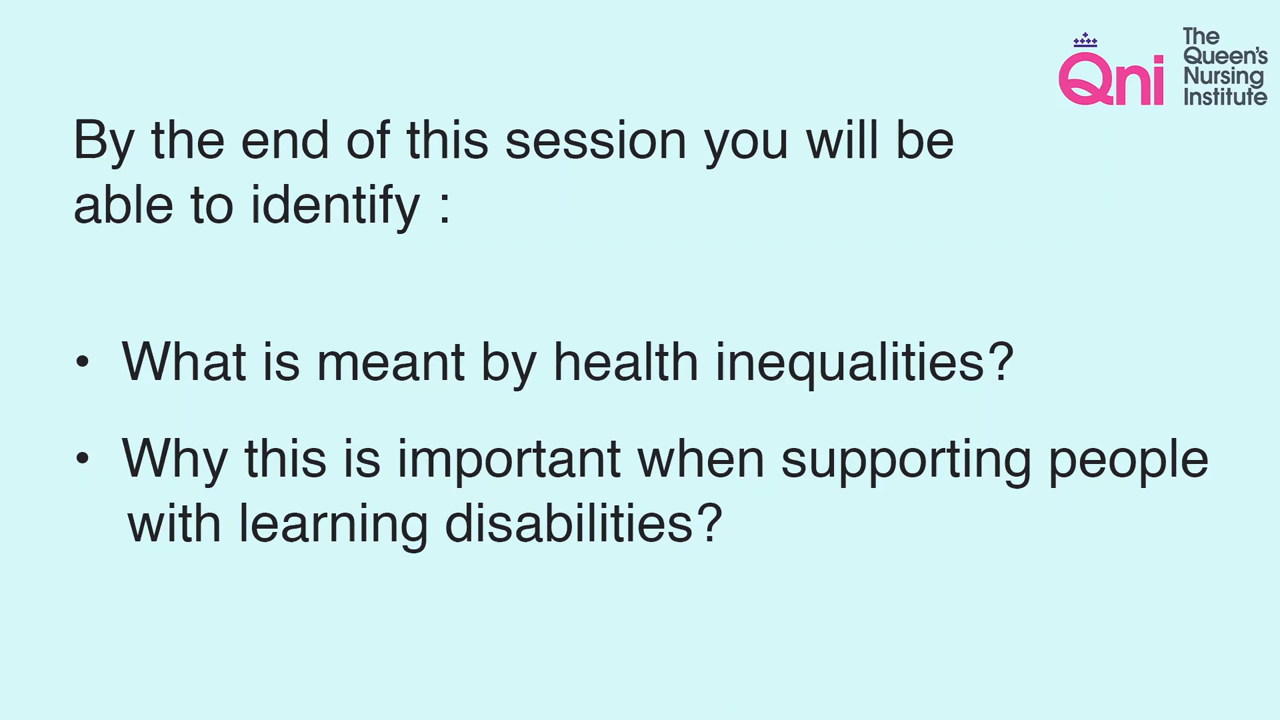 Qni
The
Queen's
Nursing
Institute
By the end of this session you will be
able to identify :
• What is meant by health inequalities?
• Why this is important when supporting people
with learning disabilities?